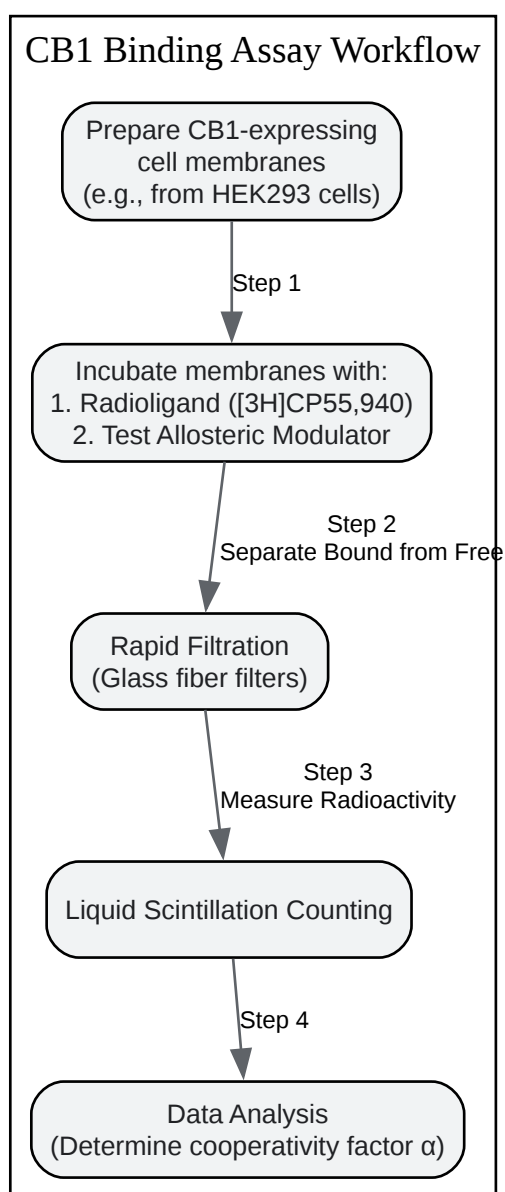 CB1 Binding Assay Workflow
Prepare CB1-expressing
cell membranes
(e.g., from HEK293 cells)
Step 1
Incubate membranes with:
1. Radioligand ([3H]CP55,940)
2. Test Allosteric Modulator
Step 2
Separate Bound from Free
Rapid Filtration
(Glass fiber filters)
Step 3
Measure Radioactivity
Liquid Scintillation Counting
Step 4
Data Analysis
(Determine cooperativity factor α)